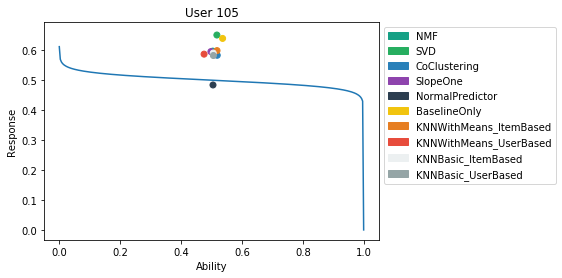 User 105
Response
0.6
0.5
0.4
0.3
0.2
0.1
0.0
0.0
0.2
0.4
0.6
0.8
1.0
Ability
NMF
SVD
CoClustering
SlopeOne
NormalPredictor
BaselineOnly
KNNWithMeans_ItemBased
KNNWithMeans_UserBased
KNNBasic_ItemBased
KNNBasic_UserBased